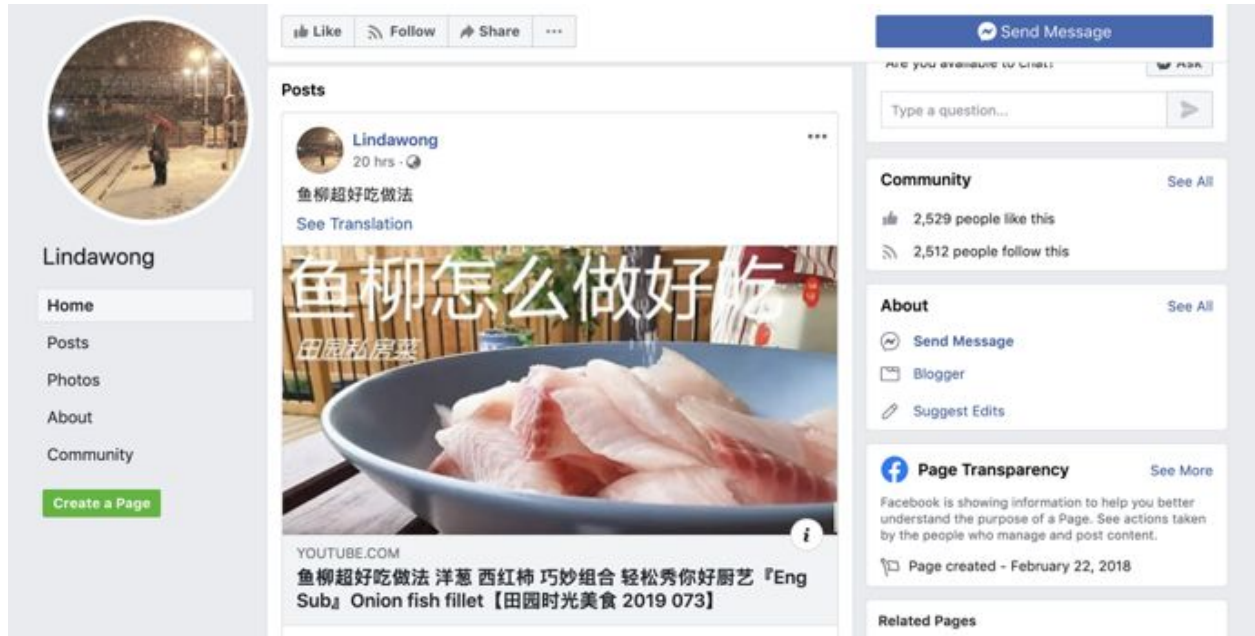 Like Follow Share ...
Send Message
Are you available to chat? Ask
Type a question...
Posts
Lindawong
20 hrs ·
鱼柳超好吃做法
See Translation
鱼柳怎么做好吃
田园私房菜
YOUTUBE.COM
鱼柳超好吃做法 洋葱 西红柿 巧妙组合 轻松秀你好厨艺『Eng
Sub』Onion fish fillet【田园时光美食 2019 073】
Lindawong
Home
Posts
Photos
About
Community
Create a Page
Community See All
2,529 people like this
2,512 people follow this
About See All
Send Message
Blogger
Suggest Edits
Page Transparency See More
Facebook is showing information to help you better
understand the purpose of a Page. See actions taken
by the people who manage and post content.
Page created - February 22, 2018
Related Pages